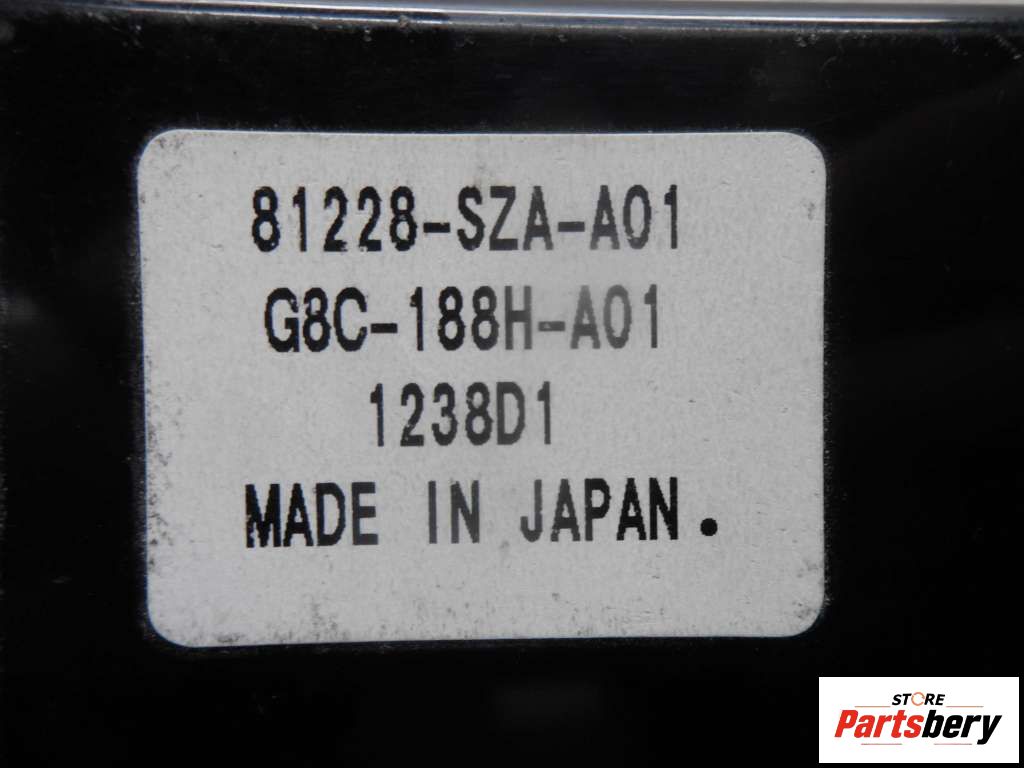 81228-SZA-A01
G8C-188H-A01
1238D1
MADE IN JAPAN.
STORE
Partsbery